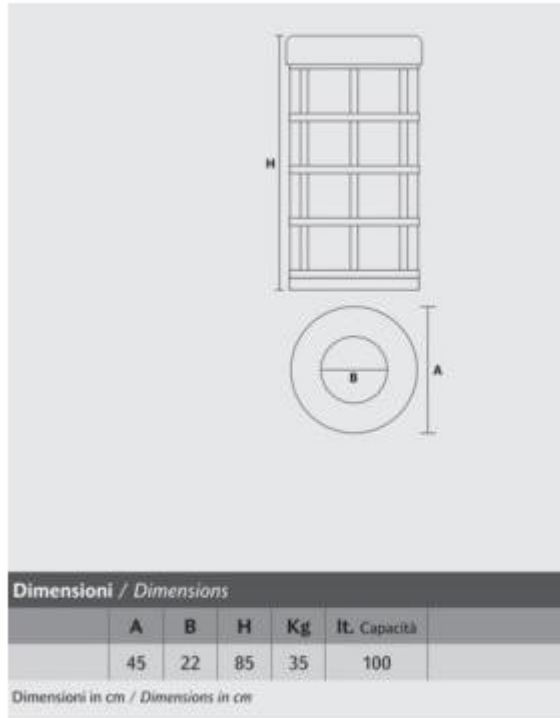 H
A
B
Dimensioni / Dimensions
A B H Kg lt. Capacità
45 22 85 35 100
Dimensioni in cm / Dimensions in cm